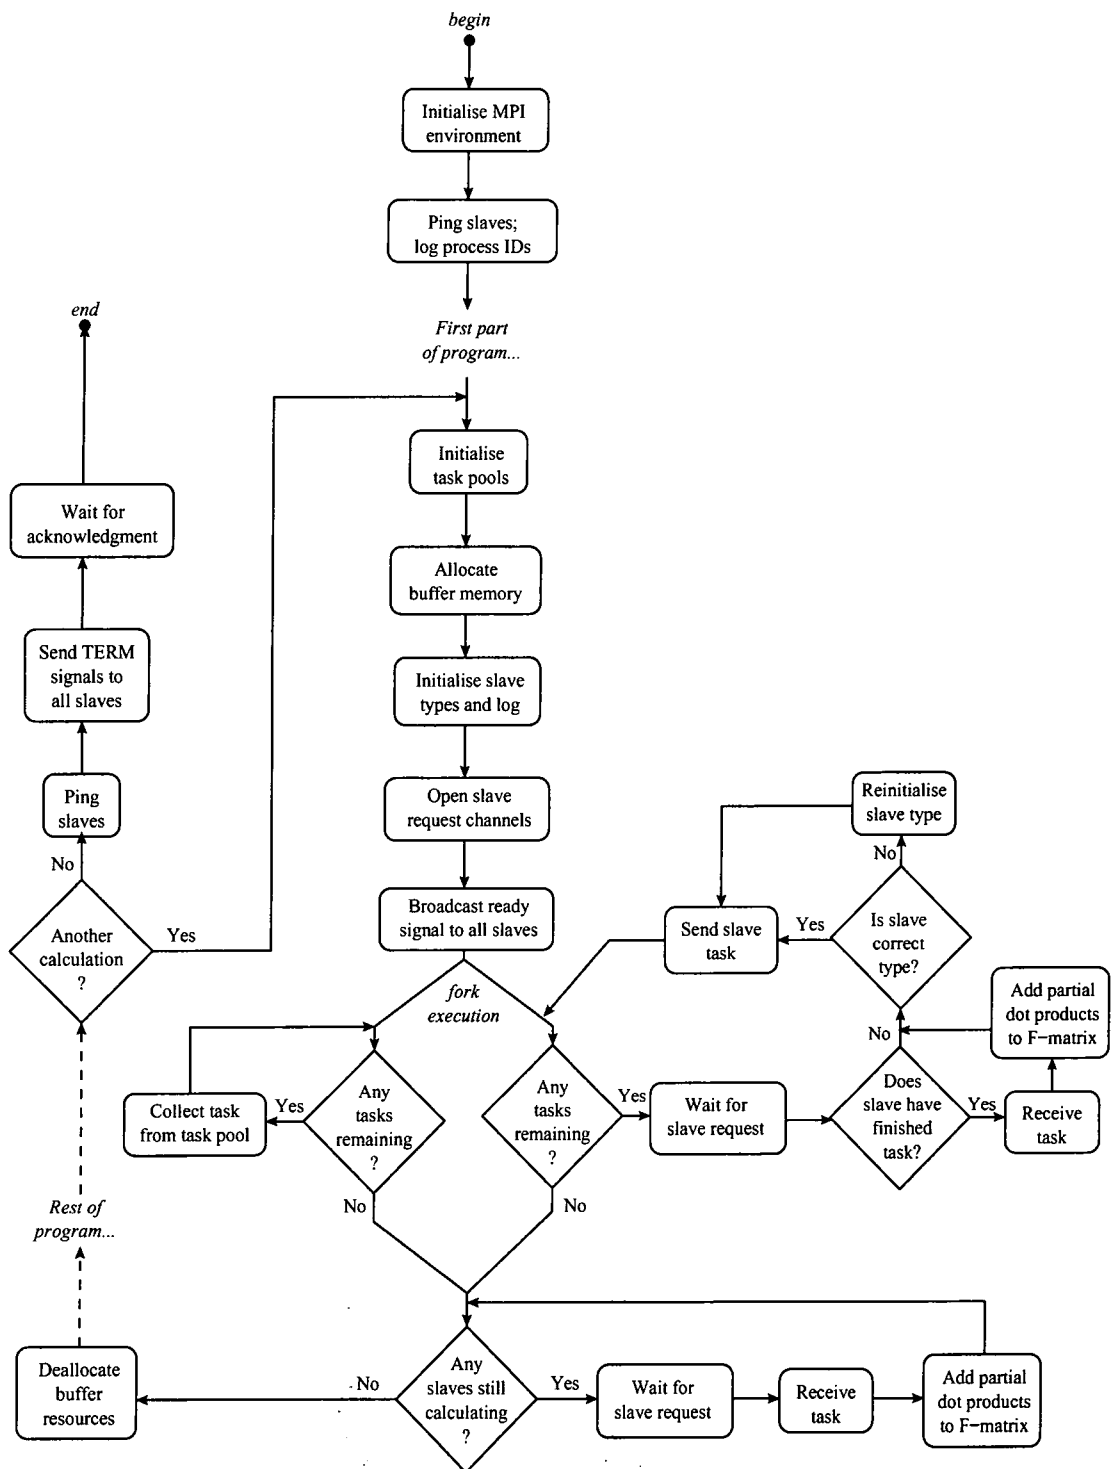 begin
Initialise MPI
environment
Ping slaves;
log process IDs
end
First part
of program...
Initialise
task pools
Wait for
acknowledgment
Allocate
buffer memory
Send TERM
signals to
all slaves
Initialise slave
types and log
Ping
slaves
Open slave
request channels
Reinitialise
slave type
No
No
Broadcast ready
signal to all slaves
Another
calculation
?
Yes
Send slave
task
Yes
Is slave
correct
type?
fork
execution
Add partial
dot products
to F-matrix
No
Collect task
from task pool
Yes
Any
tasks
remaining
?
Any
tasks
remaining
?
Yes
Wait for
slave request
Does
slave have
finished
task?
Yes
Receive
task
No
No
Rest of
program...
Deallocate
buffer
resources
No
Any
slaves still
calculating
?
Yes
Wait for
slave request
Receive
task
Add partial
dot products
to F-matrix